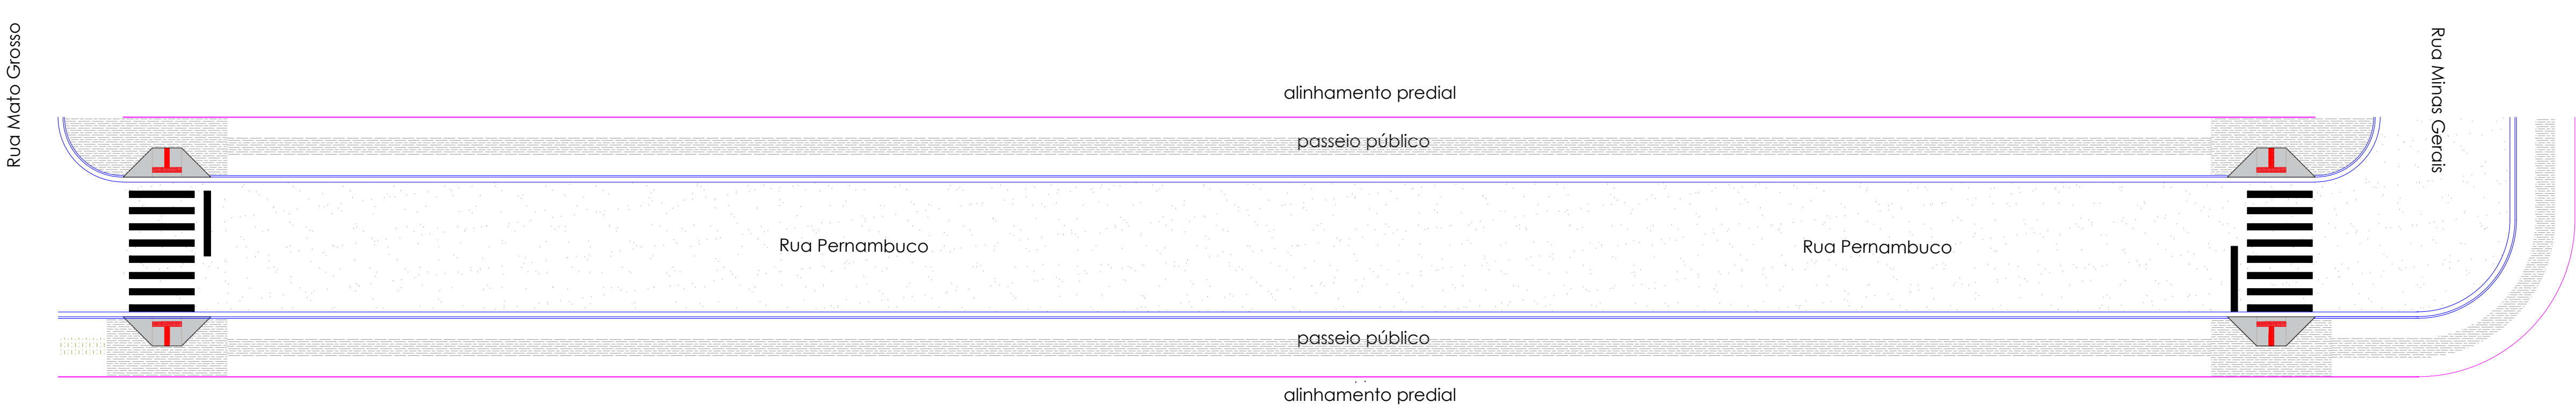 Rua Mato Grosso
Rua Minas Gerais
alinhamento predial
passeio público
Rua Pernambuco
Rua Pernambuco
passeio público
alinhamento predial